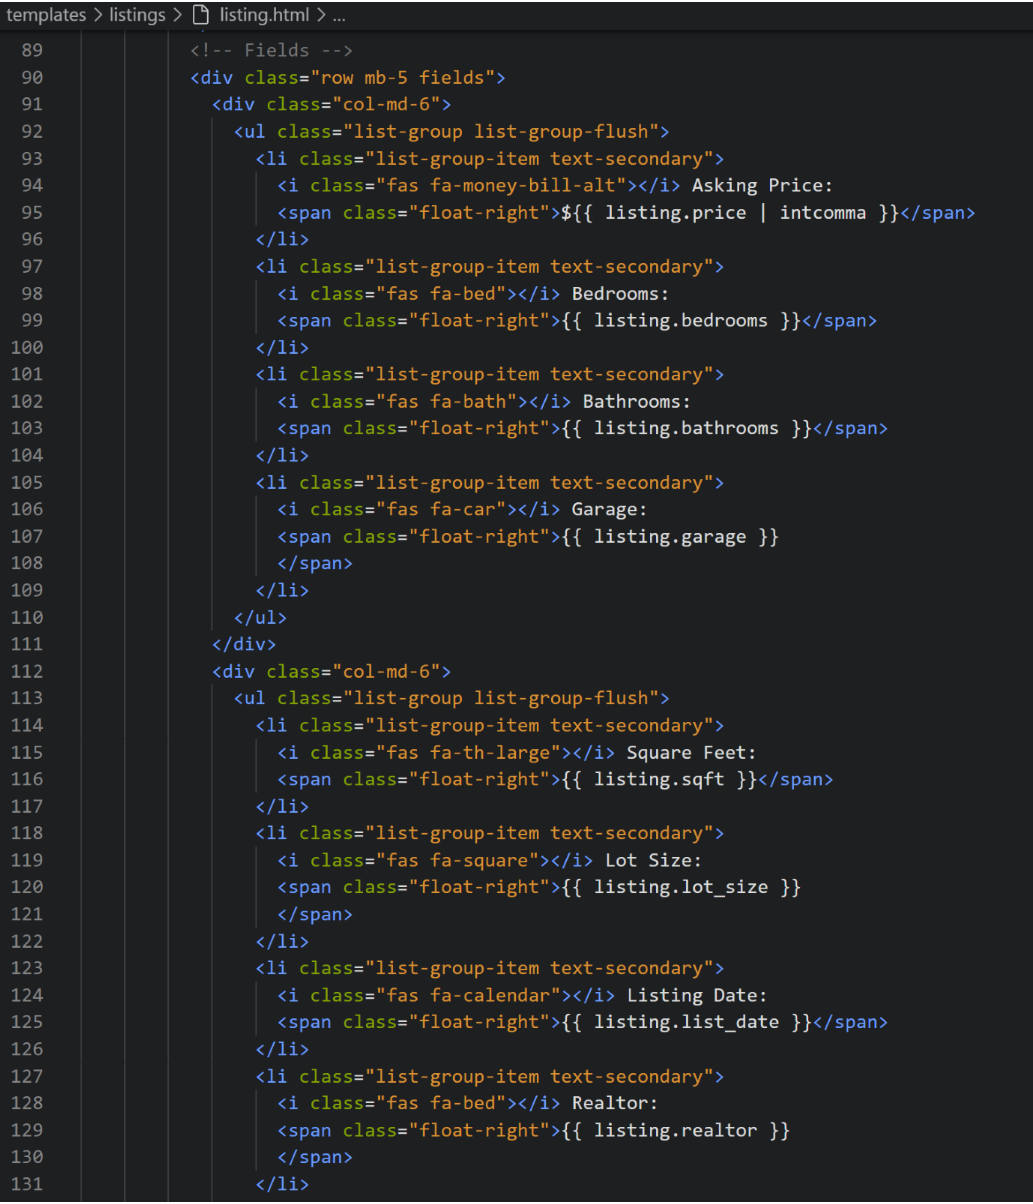 templates > listings > listing.html > ...
89 <!-- Fields -->
90 <div class="row mb-5 fields">
91 <div class="col-md-6">
92 <ul class="list-group list-group-flush">
93 <li class="list-group-item text-secondary">
94 <i class="fas fa-money-bill-alt"></i> Asking Price:
95 <span class="float-right">${{ listing.price | intcomma }}</span>
96 </li>
97 <li class="list-group-item text-secondary">
98 <i class="fas fa-bed"></i> Bedrooms:
99 <span class="float-right">{{ listing.bedrooms }}</span>
100 </li>
101 <li class="list-group-item text-secondary">
102 <i class="fas fa-bath"></i> Bathrooms:
103 <span class="float-right">{{ listing.bathrooms }}</span>
104 </li>
105 <li class="list-group-item text-secondary">
106 <i class="fas fa-car"></i> Garage:
107 <span class="float-right">{{ listing.garage }}
108 </span>
109 </li>
110 </ul>
111 </div>
112 <div class="col-md-6">
113 <ul class="list-group list-group-flush">
114 <li class="list-group-item text-secondary">
115 <i class="fas fa-th-large"></i> Square Feet:
116 <span class="float-right">{{ listing.sqft }}</span>
117 </li>
118 <li class="list-group-item text-secondary">
119 <i class="fas fa-square"></i> Lot Size:
120 <span class="float-right">{{ listing.lot_size }}
121 </span>
122 </li>
123 <li class="list-group-item text-secondary">
124 <i class="fas fa-calendar"></i> Listing Date:
125 <span class="float-right">{{ listing.list_date }}</span>
126 </li>
127 <li class="list-group-item text-secondary">
128 <i class="fas fa-bed"></i> Realtor:
129 <span class="float-right">{{ listing.realtor }}
130 </span>
131 </li>